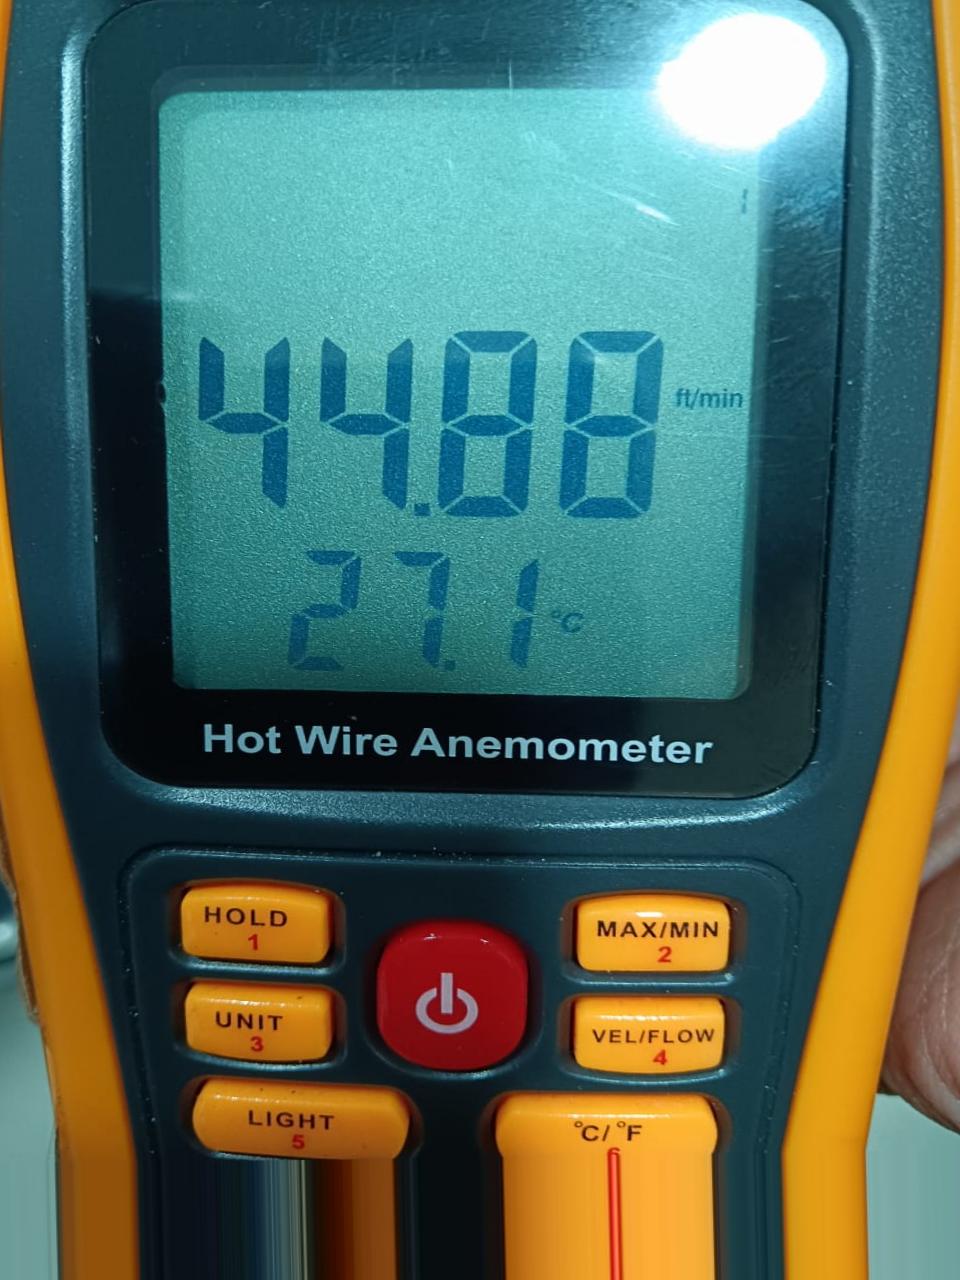 44.88 ft/min
27.1 °C
Hot Wire Anemometer
HOLD
1
MAX/MIN
2
UNIT
3
VEL/FLOW
4
LIGHT
5
°C/°F
6